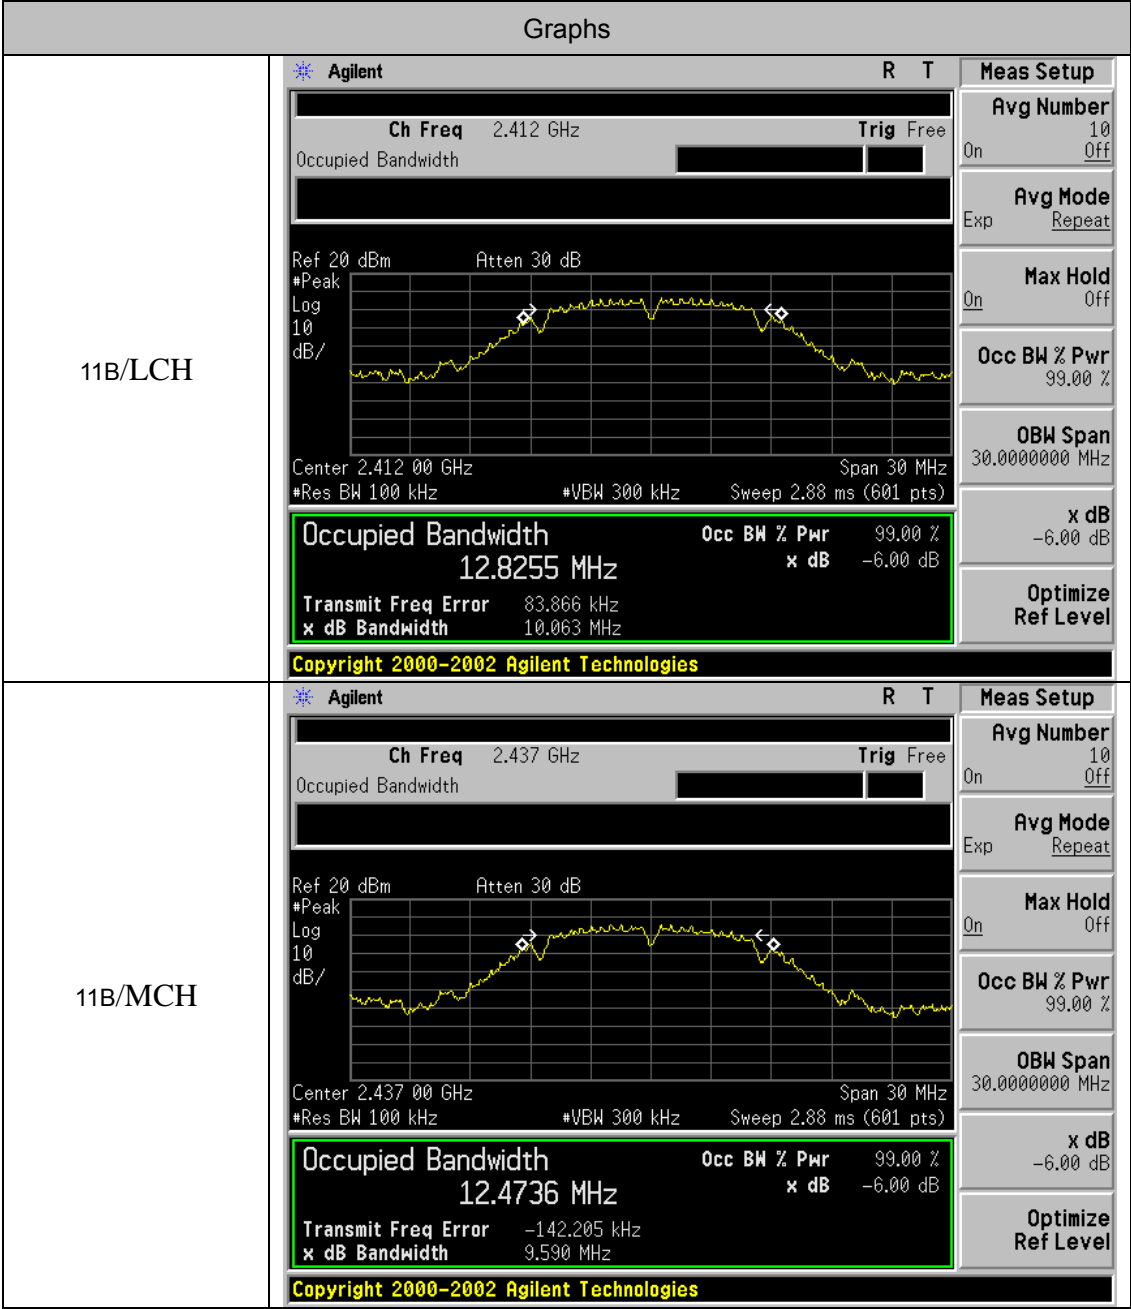 Graphs
11B/LCH
Agilent R T
Ch Freq 2.412 GHz Trig Free
Occupied Bandwidth
Ref 20 dBm Atten 30 dB
#Peak
Log
10
dB/
Center 2.412 00 GHz Span 30 MHz
#Res BW 100 kHz #VBW 300 kHz Sweep 2.88 ms (601 pts)
Occupied Bandwidth Occ BW % Pwr 99.00 %
12.8255 MHz x dB -6.00 dB
Transmit Freq Error 83.866 kHz
x dB Bandwidth 10.063 MHz
Copyright 2000-2002 Agilent Technologies
Meas Setup
Avg Number
10
On Off
Avg Mode
Exp Repeat
Max Hold
On Off
Occ BW % Pwr
99.00 %
OBW Span
30.0000000 MHz
x dB
-6.00 dB
Optimize
Ref Level
11B/MCH
Agilent R T
Ch Freq 2.437 GHz Trig Free
Occupied Bandwidth
Ref 20 dBm Atten 30 dB
#Peak
Log
10
dB/
Center 2.437 00 GHz Span 30 MHz
#Res BW 100 kHz #VBW 300 kHz Sweep 2.88 ms (601 pts)
Occupied Bandwidth Occ BW % Pwr 99.00 %
12.4736 MHz x dB -6.00 dB
Transmit Freq Error -142.205 kHz
x dB Bandwidth 9.590 MHz
Copyright 2000-2002 Agilent Technologies
Meas Setup
Avg Number
10
On Off
Avg Mode
Exp Repeat
Max Hold
On Off
Occ BW % Pwr
99.00 %
OBW Span
30.0000000 MHz
x dB
-6.00 dB
Optimize
Ref Level